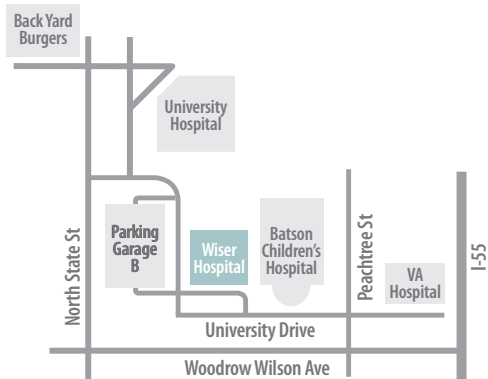 Back Yard
Burgers
University
Hospital
Parking
Garage
B
Wiser
Hospital
Batson
Children's
Hospital
VA
Hospital
North State St
Peachtree St
I-55
University Drive
Woodrow Wilson Ave